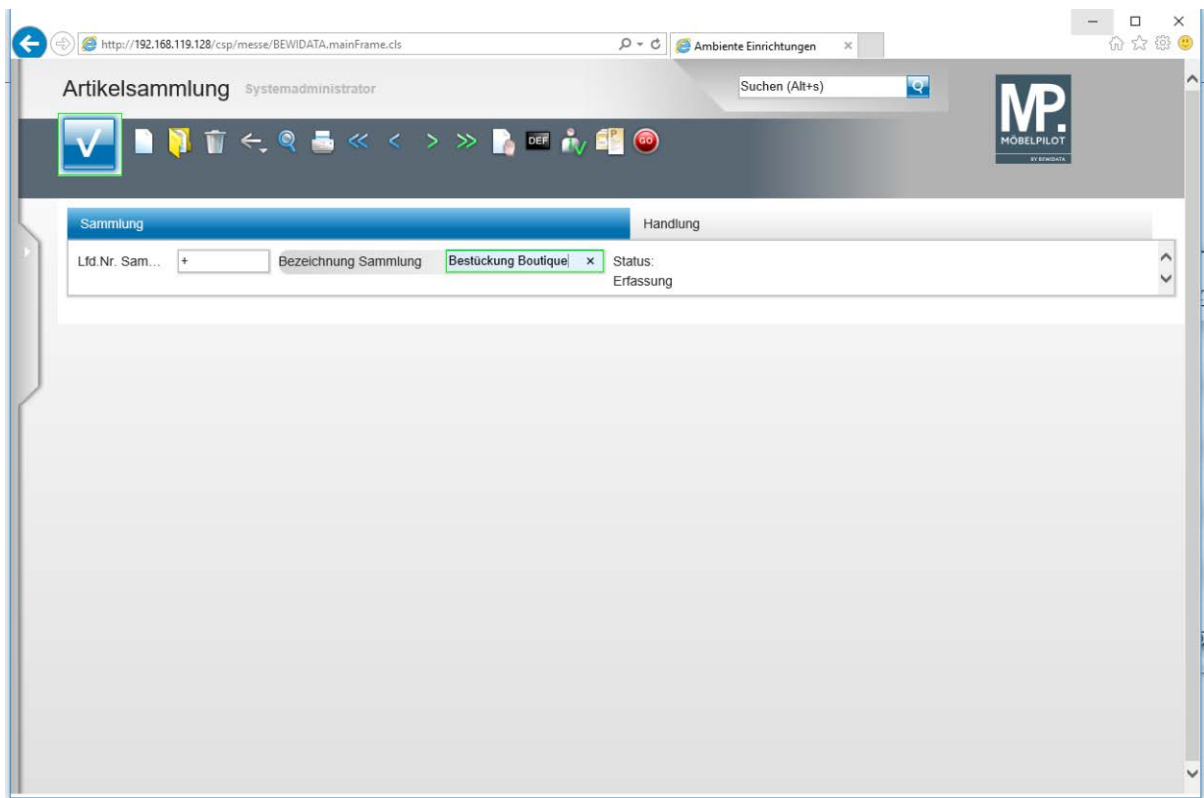 http://192.168.119.128/csp/messe/BEWIDATA.mainFrame.cls
Ambiente Einrichtungen
Artikelsammlung Systemadministrator
Suchen (Alt+s)
MP.
MÖBELPILOT
BY BEWIDATA
DEF
GO
Sammlung Handlung
Lfd.Nr. Sam... + Bezeichnung Sammlung Bestückung Boutique Status:
Erfassung